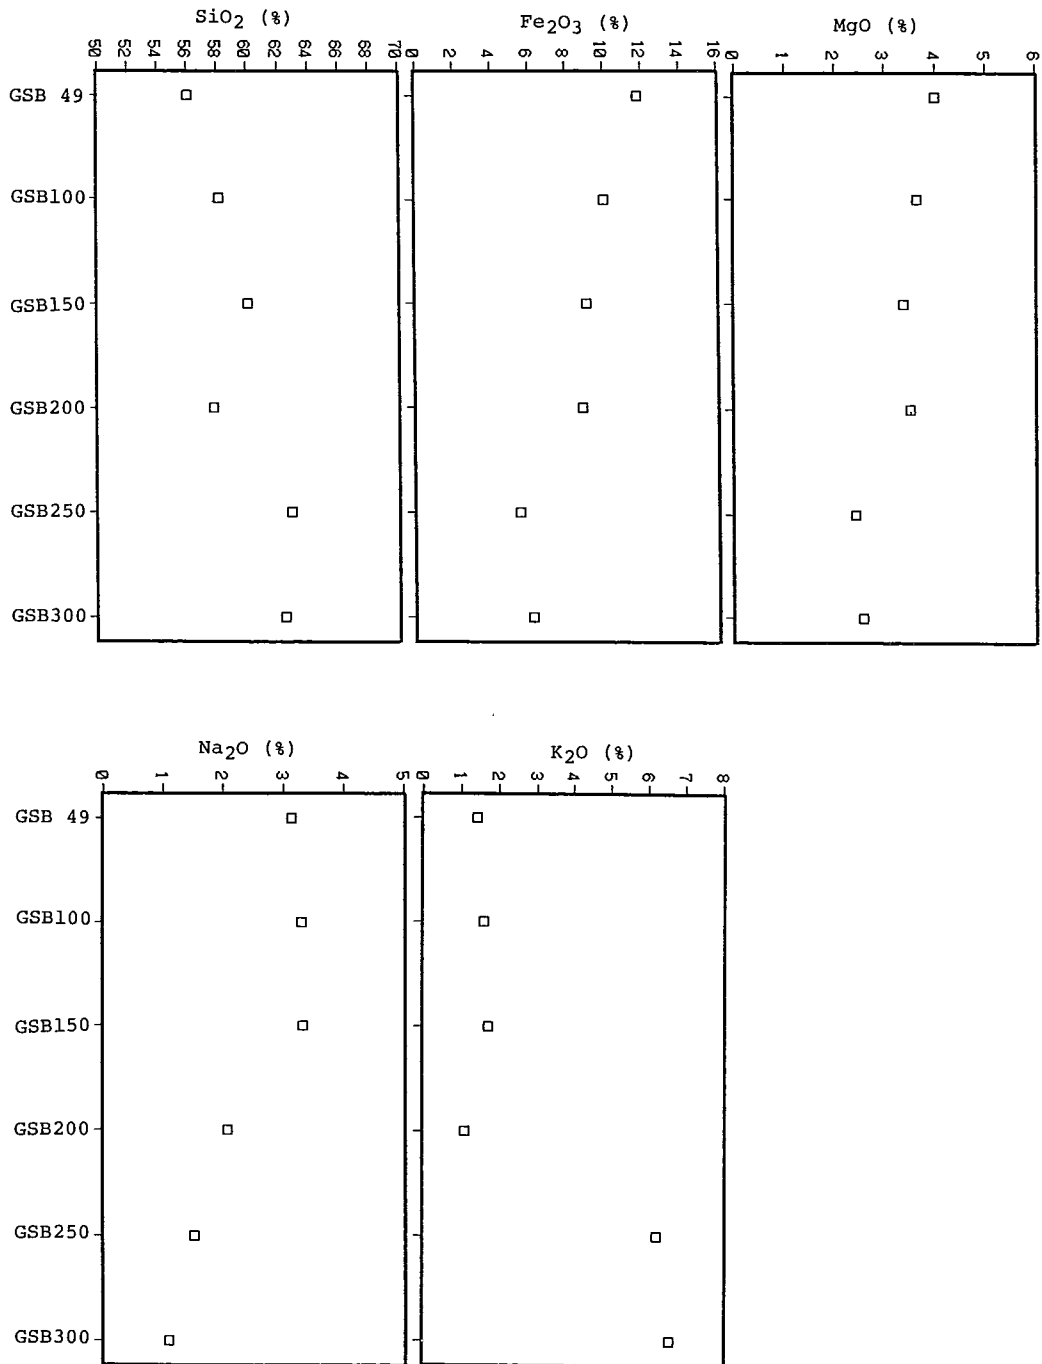 SiO₂ (%)
50 52 54 56 58 60 62 64 66 68 70
Fe₂O₃ (%)
0 2 4 6 8 10 12 14 16
MgO (%)
0 1 2 3 4 5 6
GSB 49
GSB100
GSB150
GSB200
GSB250
GSB300
Na₂O (%)
0 1 2 3 4 5
K₂O (%)
0 1 2 3 4 5 6 7 8
GSB 49
GSB100
GSB150
GSB200
GSB250
GSB300